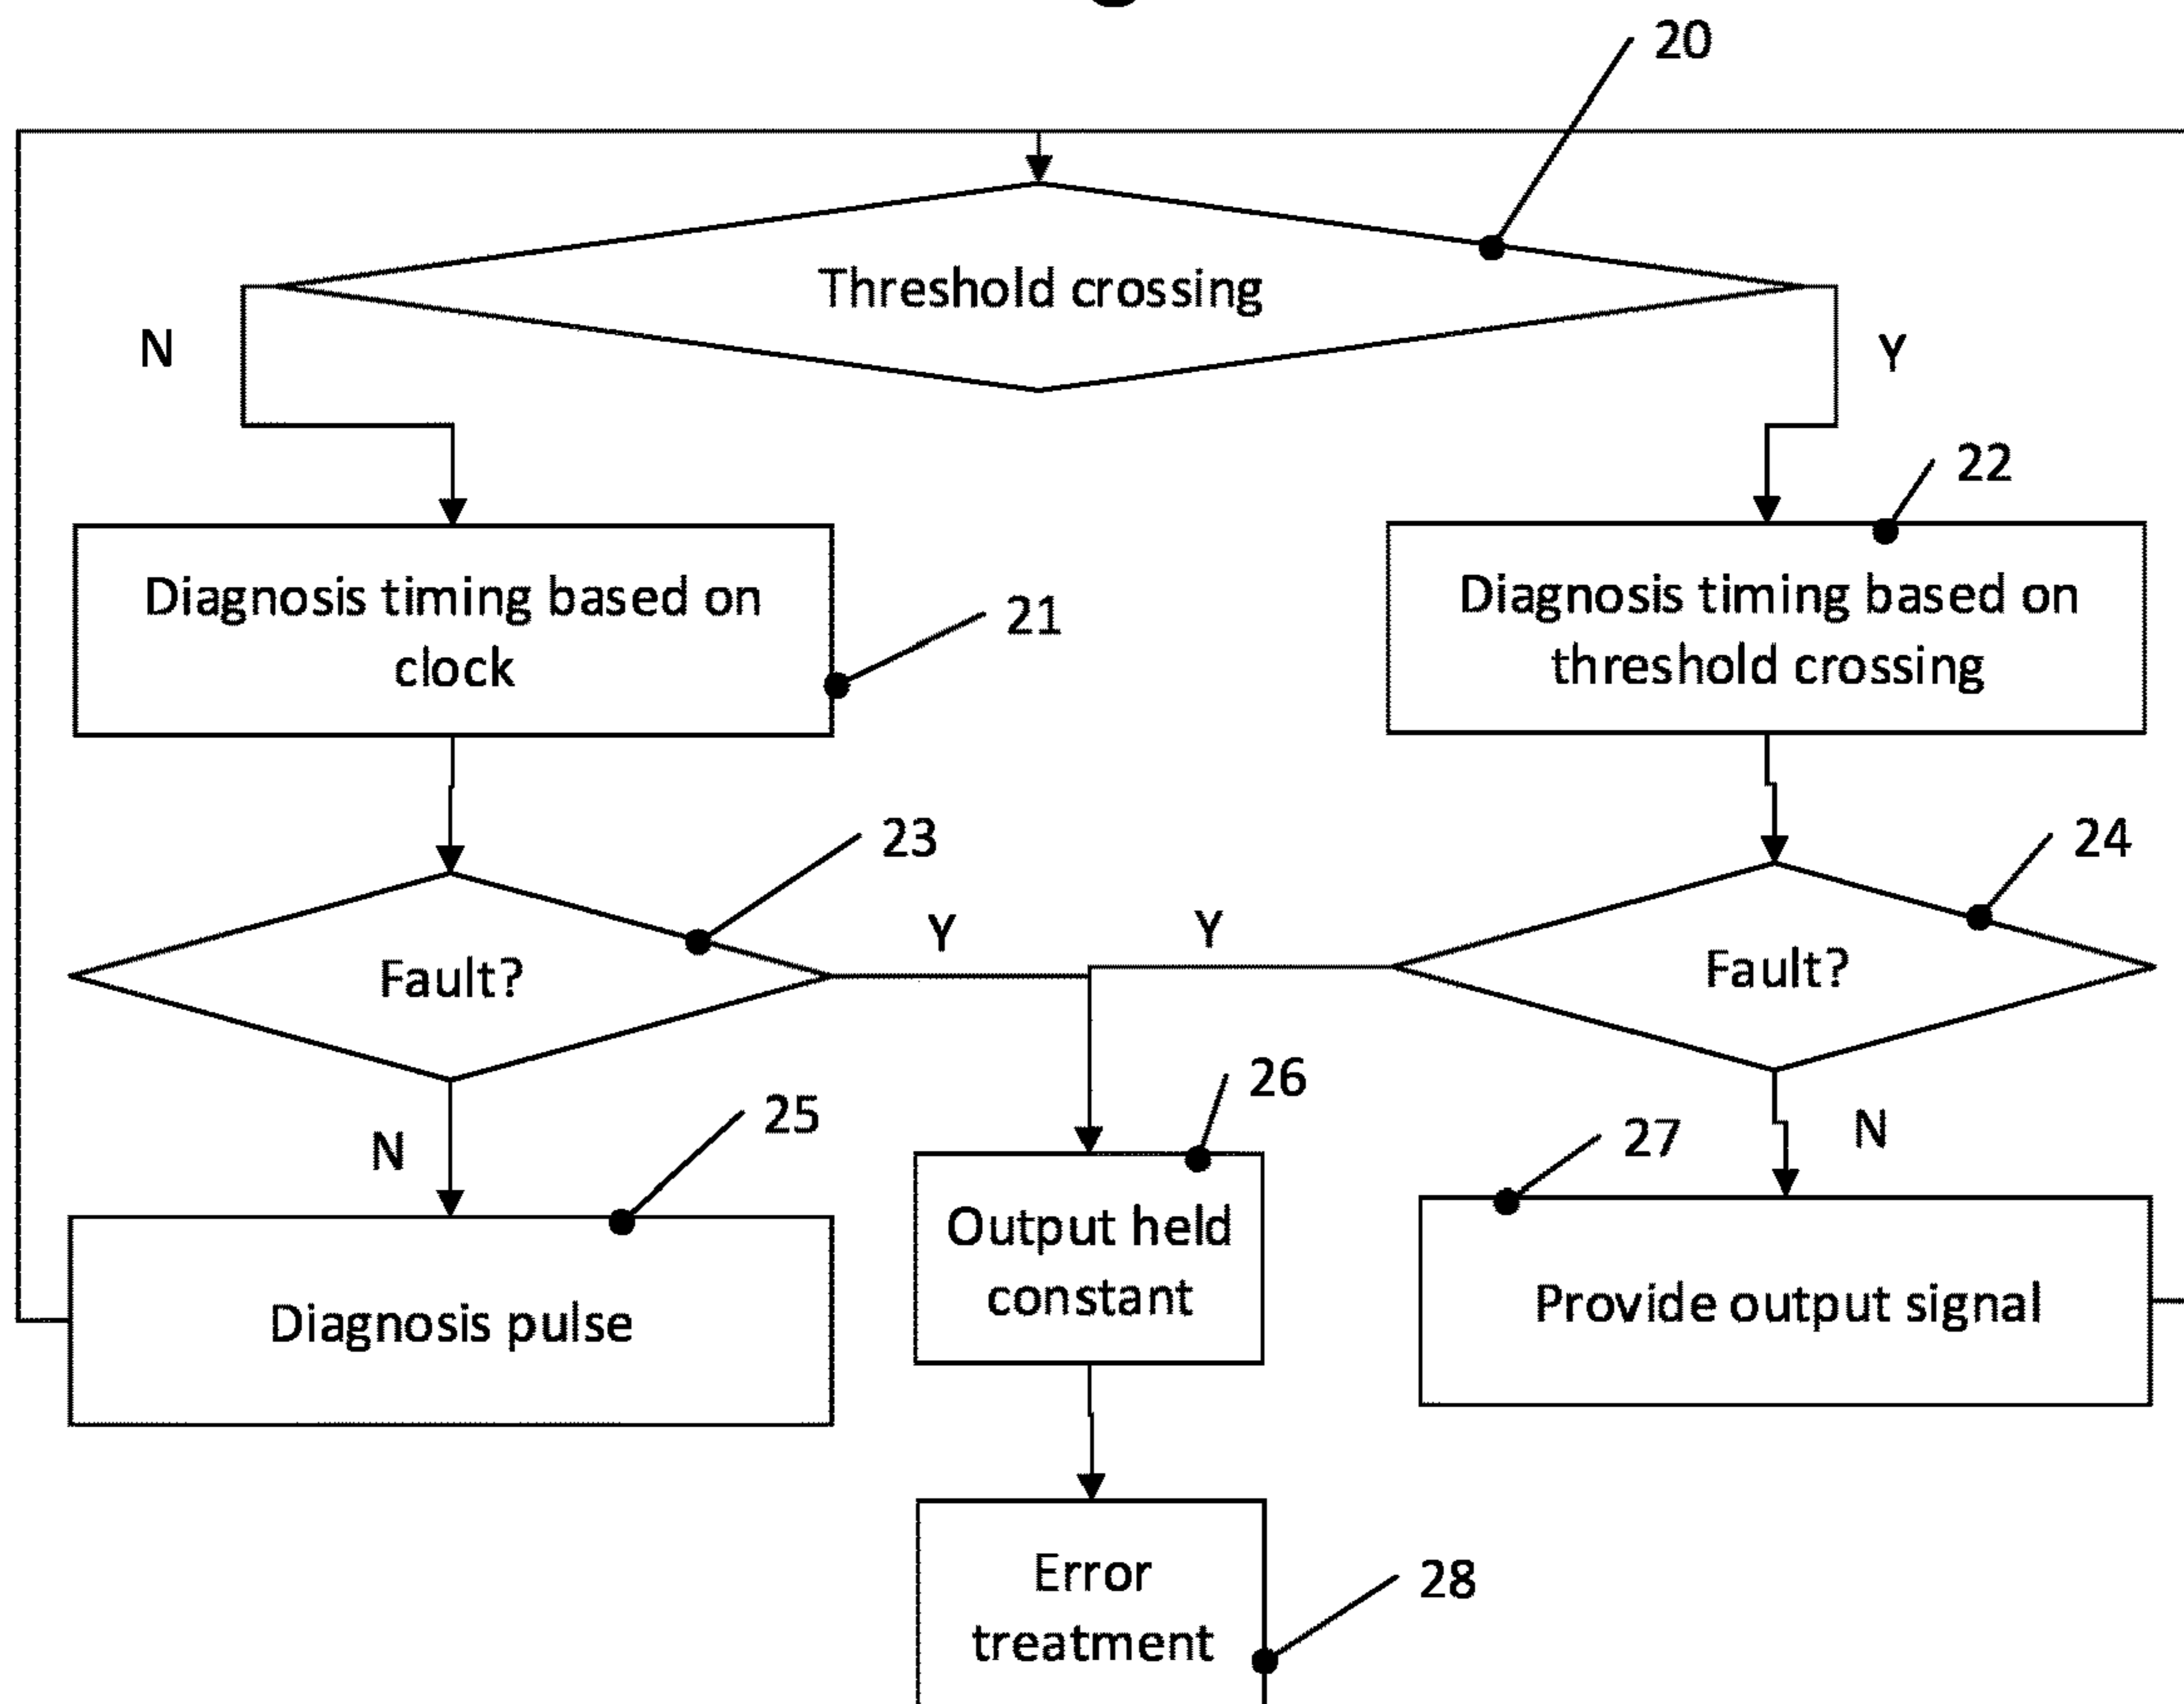 20
Threshold crossing
N
Y
22
Diagnosis timing based on
clock
21
Diagnosis timing based on
threshold crossing
23
24
Y
Y
Fault?
Fault?
26
25
27
N
N
Output held
constant
Diagnosis pulse
Provide output signal
Error
treatment
28